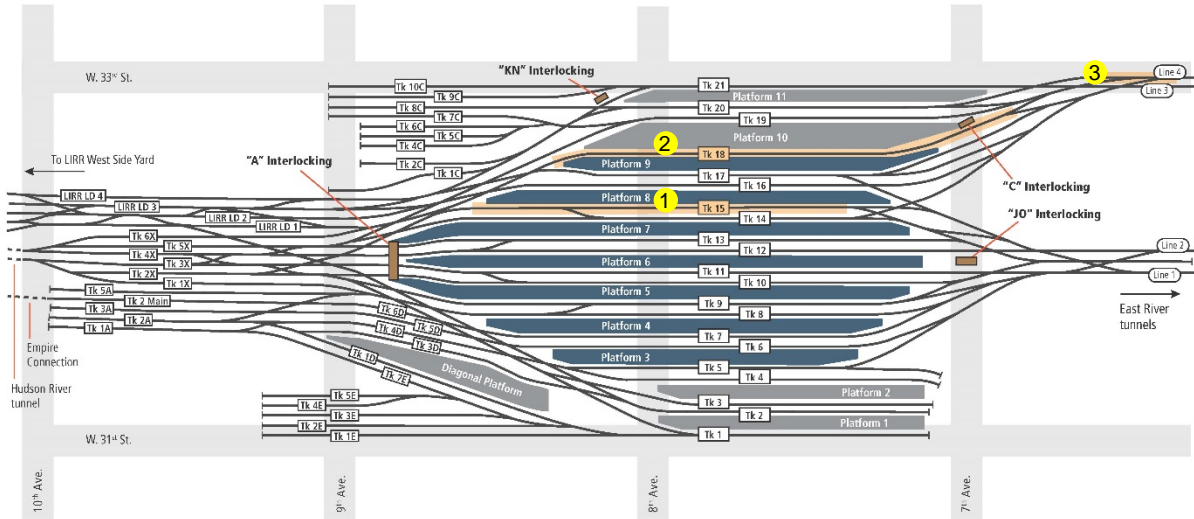 W. 33rd St.
"KN" Interlocking
Tk 10C
Tk 9C
Tk 8C
Tk 7C
Tk 6C
Tk 5C
Tk 4C
Tk 2C
Tk 1C
Tk 21
Platform 11
Tk 20
Tk 19
Platform 10
3
Line 4
Line 3
To LIRR West Side Yard
"A" Interlocking
2
Tk 18
Platform 9
Tk 17
"C" Interlocking
Tk 16
Platform 8
1
Tk 15
Tk 14
"JO" Interlocking
LIRR LD 4
LIRR LD 3
LIRR LD 2
LIRR LD 1
Platform 7
Tk 13
Tk 12
Platform 6
Tk 11
Tk 10
Platform 5
Tk 9
Tk 8
Line 2
Line 1
East River
tunnels
Tk 6X
Tk 5X
Tk 4X
Tk 3X
Tk 2X
Tk 1X
Tk 5A
Tk 2 Main
Tk 3A
Tk 2A
Tk 1A
Tk 6D
Tk 5D
Tk 4D
Tk 3D
Tk 1D
Tk 7E
Platform 4
Tk 7
Tk 6
Platform 3
Tk 5
Tk 4
Diagonal Platform
Platform 2
Tk 3
Tk 2
Platform 1
Tk 1
Empire
Connection
Hudson River
tunnel
Tk 5E
Tk 4E
Tk 3E
Tk 2E
Tk 1E
W. 31st St.
10th Ave.
9th Ave.
8th Ave.
7th Ave.